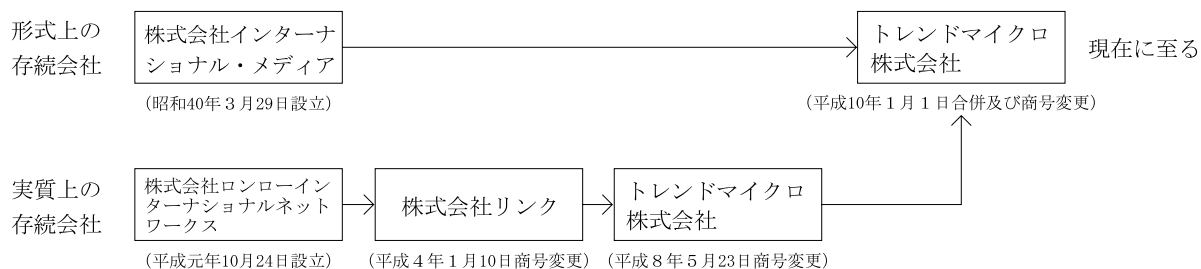 形式上の
存続会社
株式会社インターナ
ショナル・メディア
（昭和40年３月29日設立）
トレンドマイクロ
株式会社
（平成10年１月１日合併及び商号変更）
現在に至る
実質上の
存続会社
株式会社ロンローイン
ターナショナルネット
ワークス
（平成元年10月24日設立）
株式会社リンク
（平成４年１月10日商号変更）
トレンドマイクロ
株式会社
（平成８年５月23日商号変更）